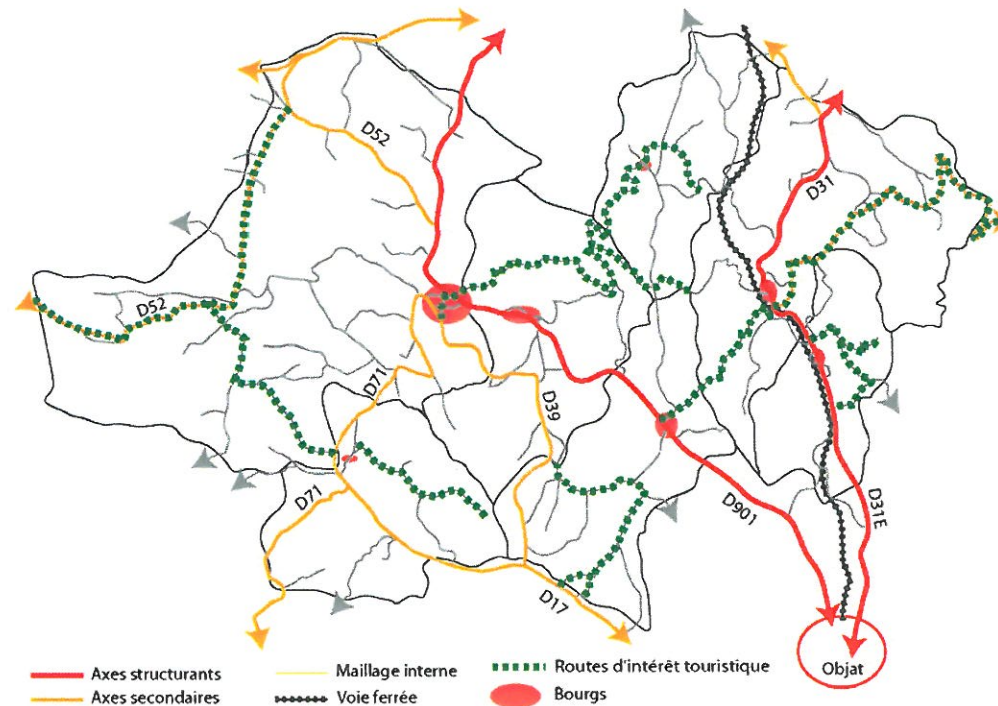 D52
D31
D52
D71
D39
D71
D901
D31E
D17
Objat
Axes structurants
Maillage interne
Routes d'intérêt touristique
Axes secondaires
Voie ferrée
Bourgs